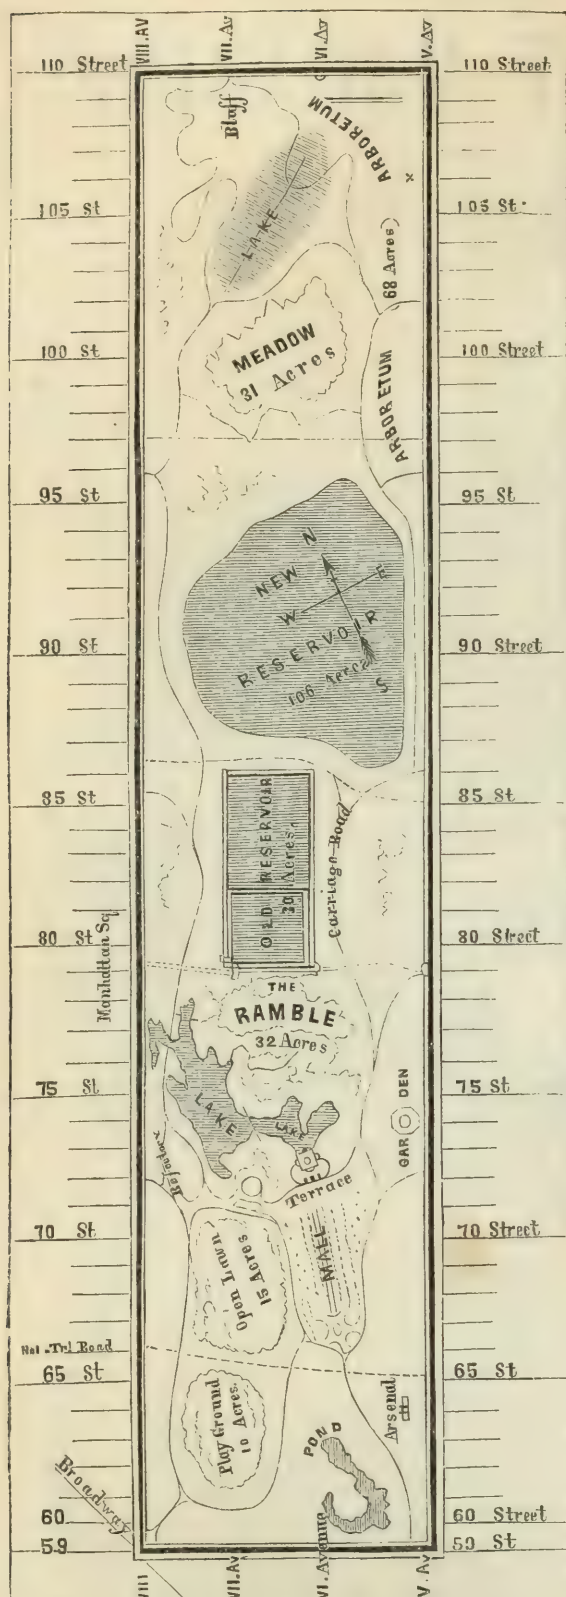 VIII.AV
VII.Av
VI.Av
V.Av
110 Street
110 Street
Bluff
ARBORETUM
x
105 St
105 St.
LAKE
68 Acres
MEADOW
31 Acres
100 St
100 Street
ARBORETUM
95 St
95 St
N
NEW
W
E
RESERVOIR
S
106 Acres
90 St
90 Street
OLD RESERVOIR
20 Acres
85 St
85 St
Carriage Road
80 St
80 Street
Manhattan Sq
THE
RAMBLE
32 Acres
75 St
75 St
LAKE
LAKE
GARDEN
Refectory
Terrace
70 St
70 Street
MALL
Open Lawn
15 Acres
Road
65 St
65 St
Play Ground
10 Acres.
Arsenal
POND
Broadway
60
60 Street
59
59 St
VIII
VII.Av
VI.Avenue
V.Av